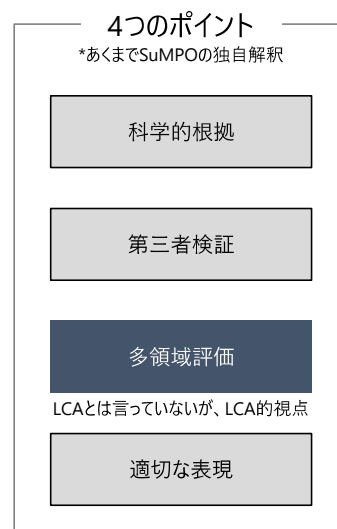 4つのポイント
*あくまでSuMPOの独自解釈
科学的根拠
第三者検証
多領域評価
LCAとは言っていないが、LCA的視点
適切な表現